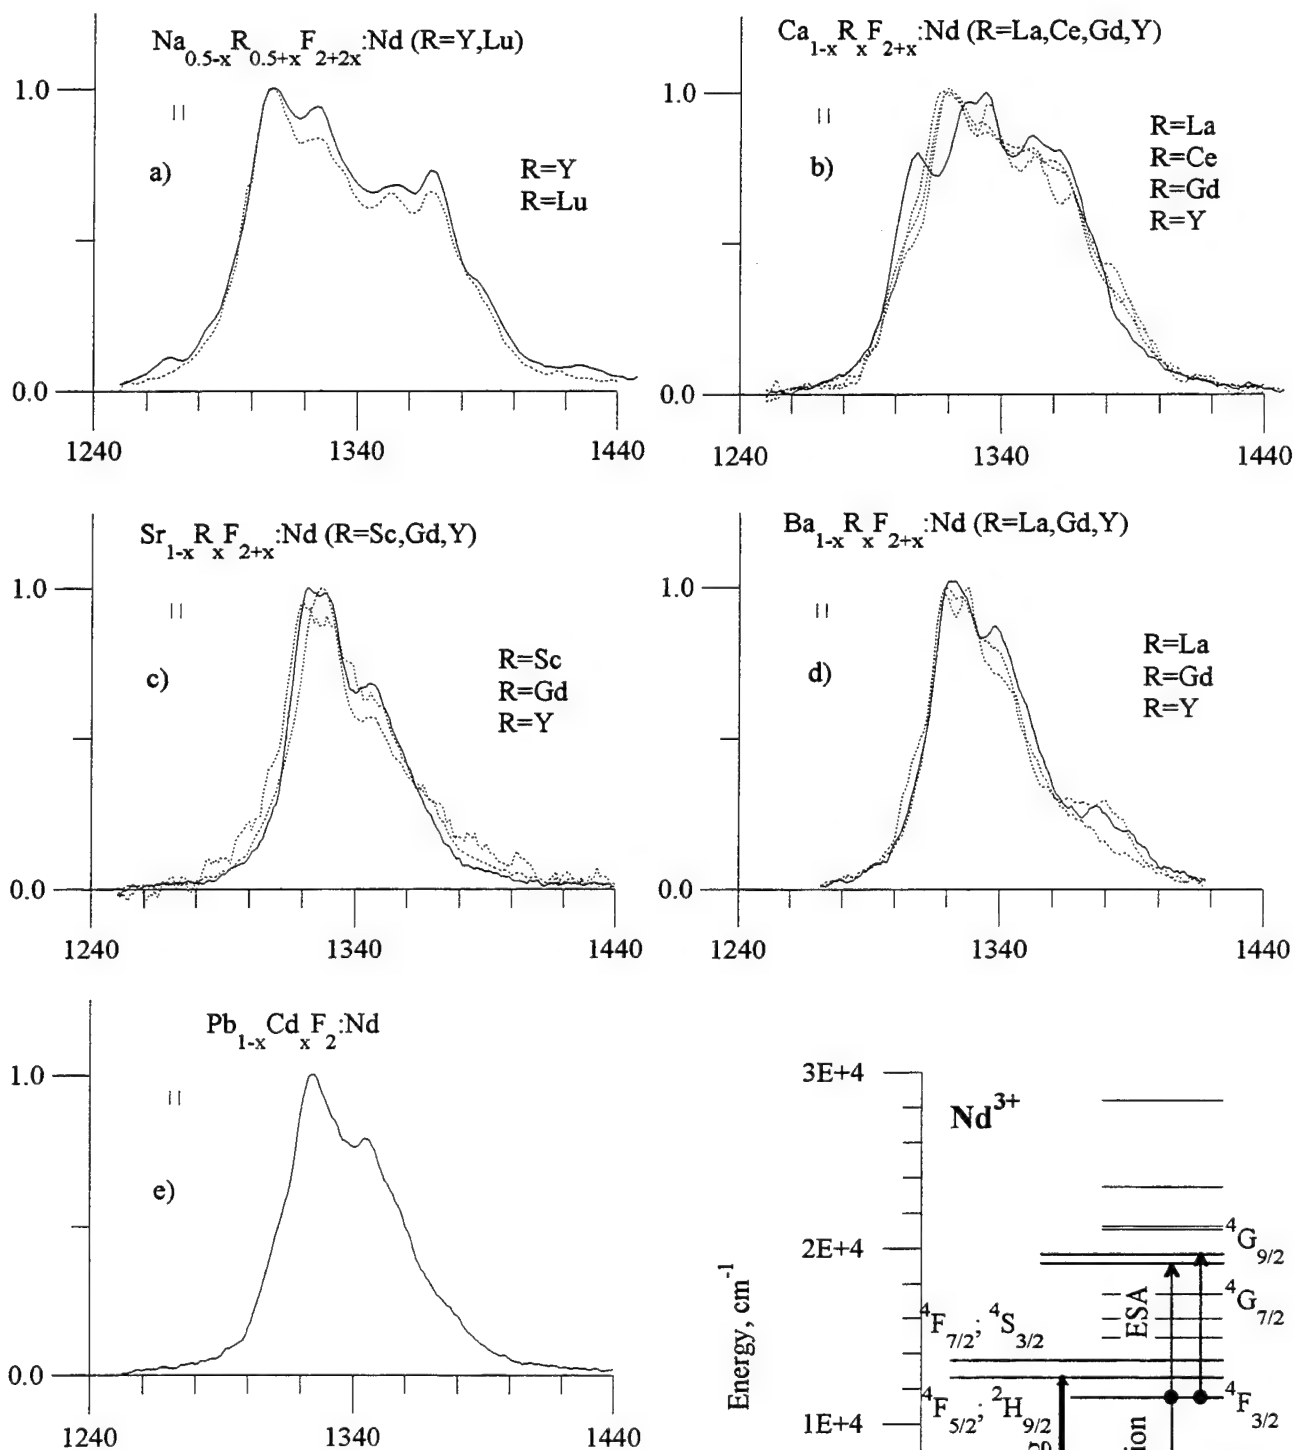 Na0.5-xR0.5+xF2+2x:Nd (R=Y,Lu)
1.0
||
a)
R=Y
R=Lu
0.0
1240 1340 1440
Ca1-xRxF2+x:Nd (R=La,Ce,Gd,Y)
1.0
||
b)
R=La
R=Ce
R=Gd
R=Y
0.0
1240 1340 1440
Sr1-xRxF2+x:Nd (R=Sc,Gd,Y)
1.0
||
c)
R=Sc
R=Gd
R=Y
0.0
1240 1340 1440
Ba1-xRxF2+x:Nd (R=La,Gd,Y)
1.0
||
d)
R=La
R=Gd
R=Y
0.0
1240 1340 1440
Pb1-xCdxF2:Nd
1.0
||
e)
0.0
1240 1340 1440
3E+4
Nd3+
2E+4
4G9/2
4G7/2
ESA
4F7/2; 4S3/2
4F5/2; 2H9/2
4F3/2
1E+4
Energy, cm-1